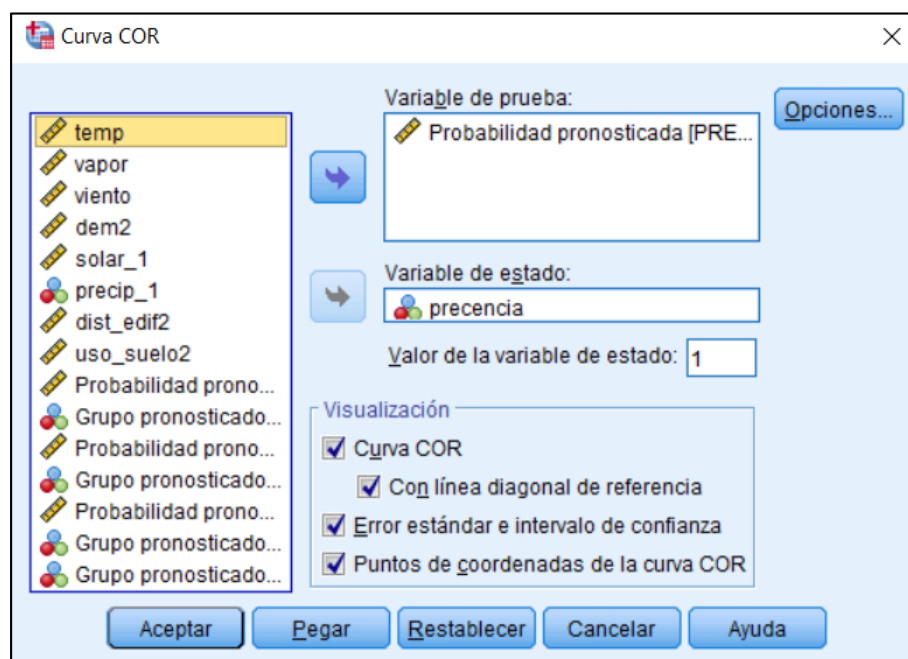 Curva COR
temp
vapor
viento
dem2
solar_1
precip_1
dist_edif2
uso_suelo2
Probabilidad prono...
Grupo pronosticado...
Probabilidad prono...
Grupo pronosticado...
Probabilidad prono...
Grupo pronosticado...
Grupo pronosticado...
Variable de prueba:
Probabilidad pronosticada [PRE...
Opciones...
Variable de estado:
precencia
Valor de la variable de estado: 1
Visualización
Curva COR
Con línea diagonal de referencia
Error estándar e intervalo de confianza
Puntos de coordenadas de la curva COR
Aceptar
Pegar
Restablecer
Cancelar
Ayuda